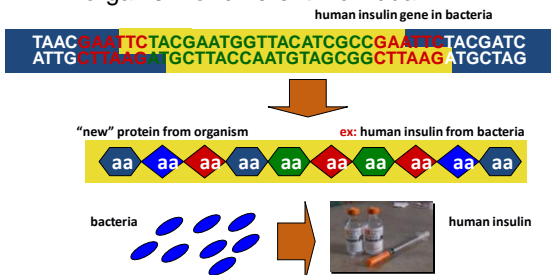 human insulin gene in bacteria
TAACGAATTCTACGAATGGTTACATCGCCGAATTCTACGATC
ATTGCTTAAGATGCTTACCAATGTAGCGGCTTAAGATGCTAG
"new" protein from organism
ex: human insulin from bacteria
aa aa aa aa aa aa aa aa aa aa
bacteria
human insulin